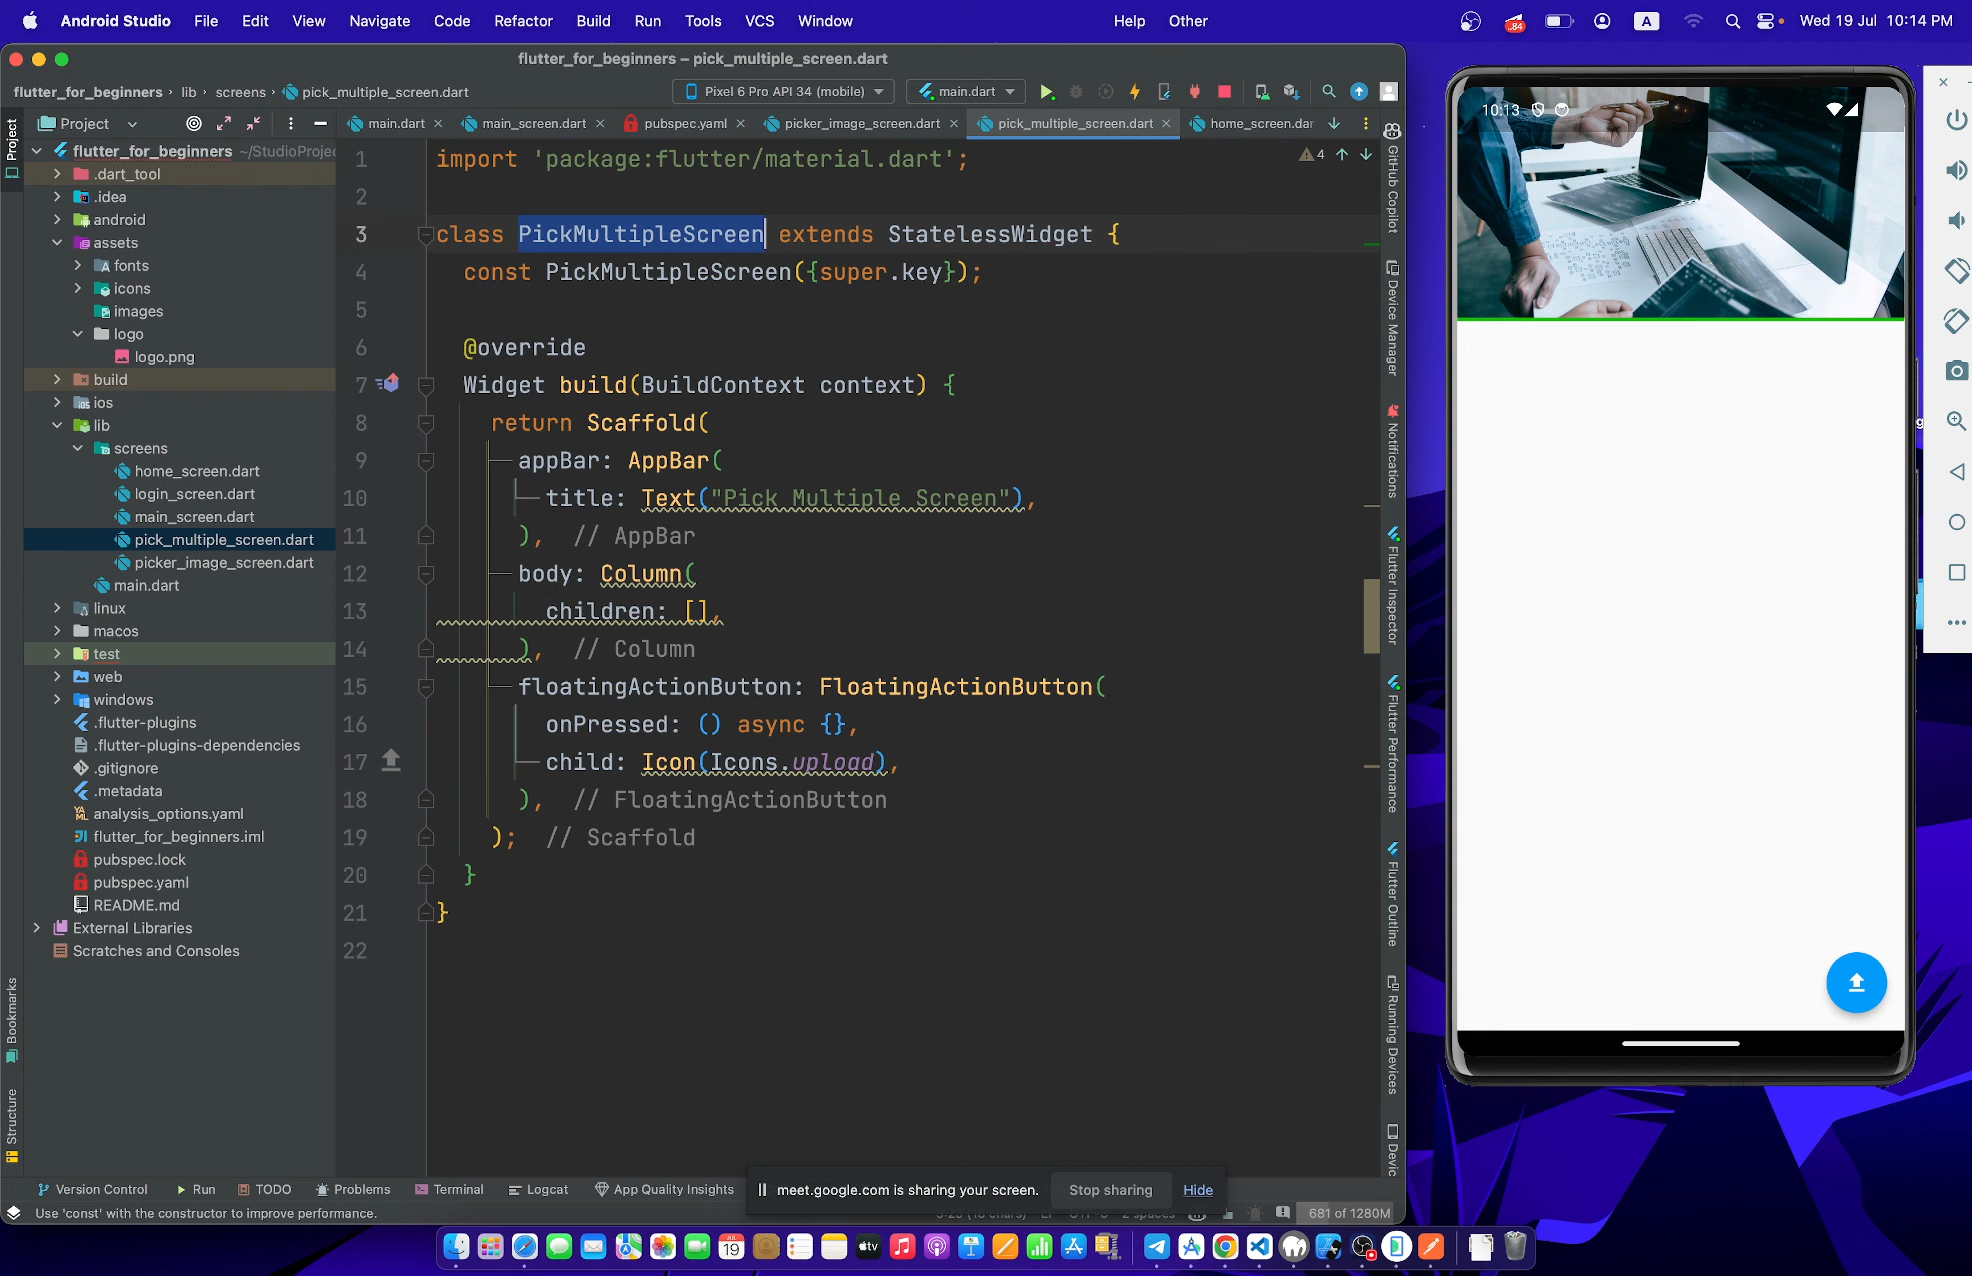 Android Studio File Edit View Navigate Code Refactor Build Run Tools VCS Window Help Other
84 A Wed 19 Jul 10:14 PM
flutter_for_beginners – pick_multiple_screen.dart
flutter_for_beginners › lib › screens › pick_multiple_screen.dart
Pixel 6 Pro API 34 (mobile) main.dart
Project
main.dart main_screen.dart pubspec.yaml picker_image_screen.dart pick_multiple_screen.dart home_screen.dar
Project
Bookmarks
Structure
flutter_for_beginners ~/StudioProjec
.dart_tool
.idea
android
assets
fonts
icons
images
logo
logo.png
build
ios
lib
screens
home_screen.dart
login_screen.dart
main_screen.dart
pick_multiple_screen.dart
picker_image_screen.dart
main.dart
linux
macos
test
web
windows
.flutter-plugins
.flutter-plugins-dependencies
.gitignore
.metadata
analysis_options.yaml
flutter_for_beginners.iml
pubspec.lock
pubspec.yaml
README.md
External Libraries
Scratches and Consoles
4
1 import 'package:flutter/material.dart';
2
3 class PickMultipleScreen extends StatelessWidget {
4 const PickMultipleScreen({super.key});
5
6 @override
7 Widget build(BuildContext context) {
8 return Scaffold(
9 appBar: AppBar(
10 title: Text("Pick Multiple Screen"),
11 ), // AppBar
12 body: Column(
13 children: [],
14 ), // Column
15 floatingActionButton: FloatingActionButton(
16 onPressed: () async {},
17 child: Icon(Icons.upload),
18 ), // FloatingActionButton
19 ); // Scaffold
20 }
21 }
22
GitHub Copilot
Device Manager
Notifications
Flutter Inspector
Flutter Performance
Flutter Outline
Running Devices
Devic
10:13
Version Control Run TODO Problems Terminal Logcat App Quality Insights
meet.google.com is sharing your screen. Stop sharing Hide
Use 'const' with the constructor to improve performance.
681 of 1280M
JUL
19
tv